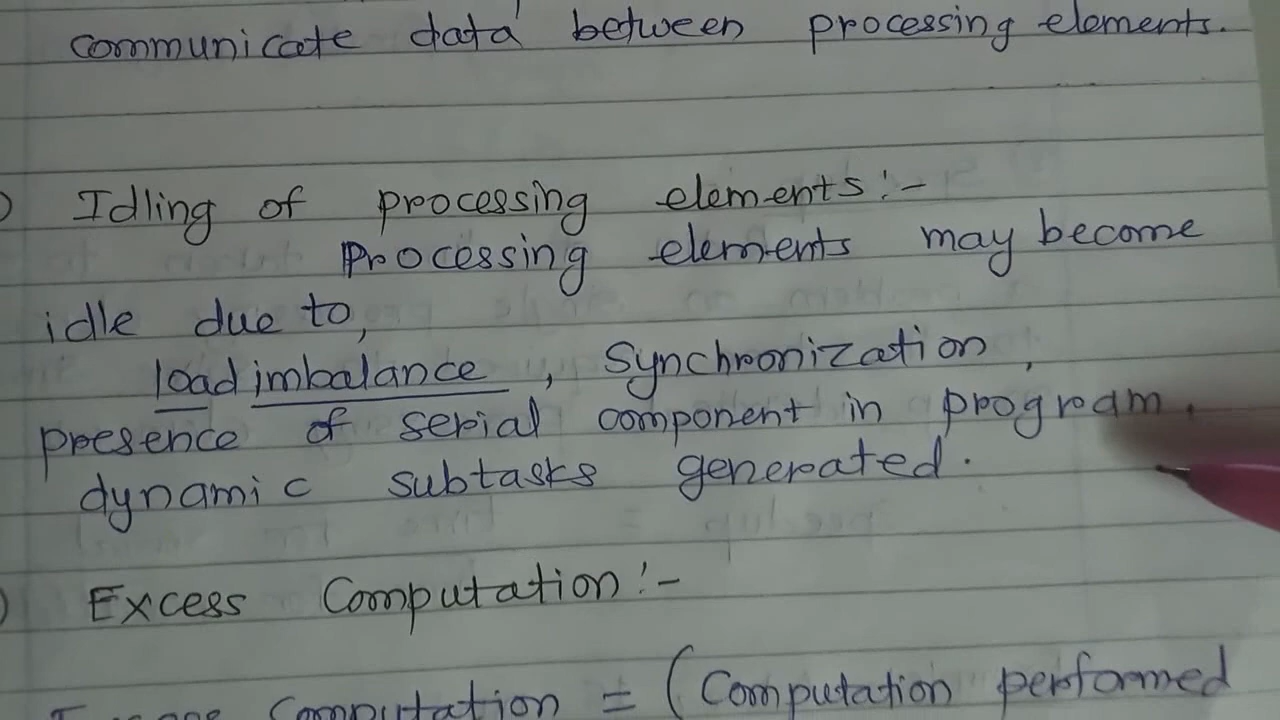 communicate data between processing elements.
) Idling of processing elements:-
processing elements may become
idle due to,
load imbalance, Synchronization,
presence of serial component in program,
dynamic subtasks generated.
) Excess Computation:-
Computation = (Computation performed